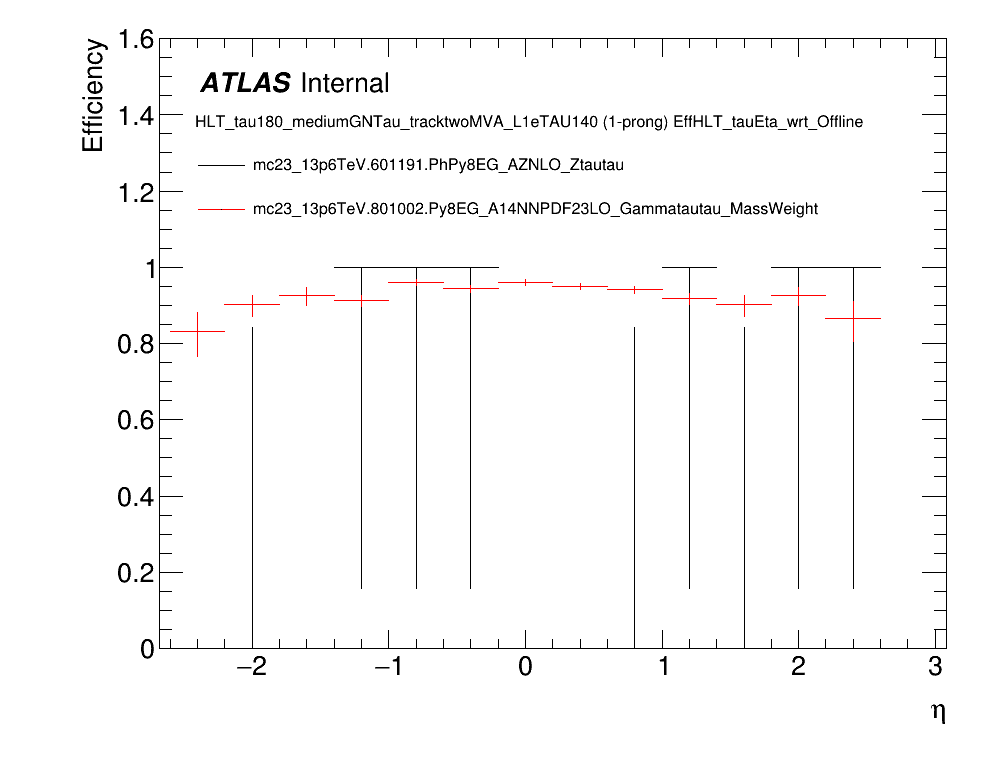 Efficiency
1.6
1.4
1.2
1
0.8
0.6
0.4
0.2
0
ATLAS Internal
HLT_tau180_mediumGNTau_tracktwoMVA_L1eTAU140 (1-prong) EffHLT_tauEta_wrt_Offline
mc23_13p6TeV.601191.PhPy8EG_AZNLO_Ztautau
mc23_13p6TeV.801002.Py8EG_A14NNPDF23LO_Gammatautau_MassWeight
−2 −1 0 1 2 3
η